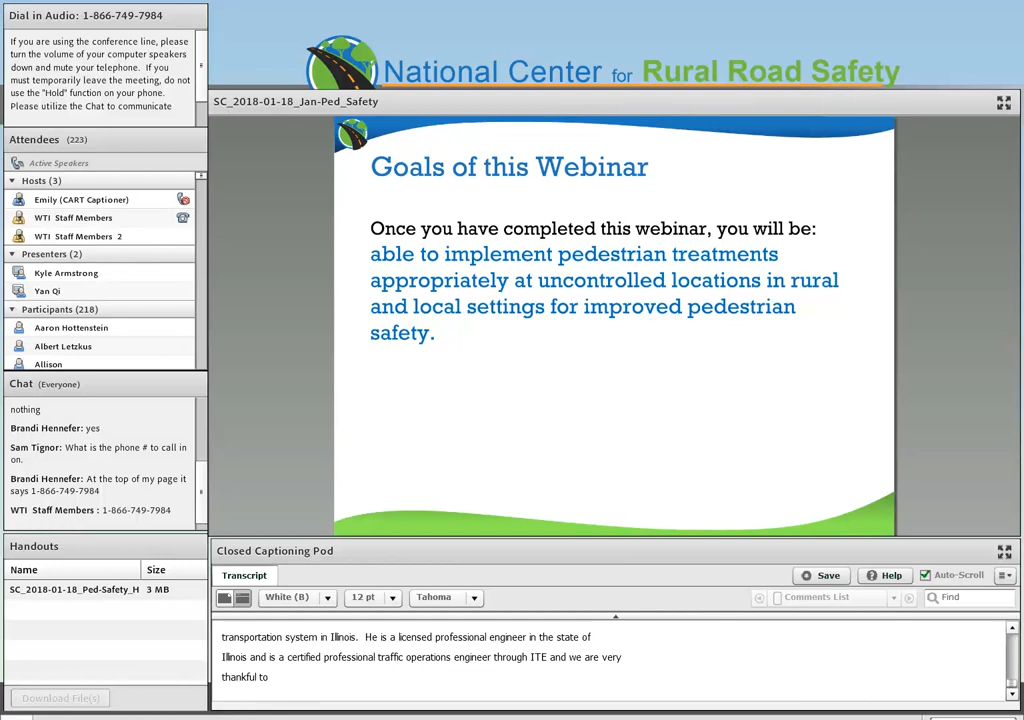 Dial in Audio: 1-866-749-7984
If you are using the conference line, please
turn the volume of your computer speakers
down and mute your telephone. If you
must temporarily leave the meeting, do not
use the "Hold" function on your phone.
Please utilize the Chat to communicate
Attendees (223)
Active Speakers
Hosts (3)
Emily (CART Captioner)
WTI Staff Members
WTI Staff Members 2
Presenters (2)
Kyle Armstrong
Yan Qi
Participants (218)
Aaron Hottenstein
Albert Letzkus
Allison
Chat (Everyone)
nothing
Brandi Hennefer: yes
Sam Tignor: What is the phone # to call in
on.
Brandi Hennefer: At the top of my page it
says 1-866-749-7984
WTI Staff Members : 1-866-749-7984
Handouts
Name Size
SC_2018-01-18_Ped-Safety_H 3 MB
Download File(s)
National Center for Rural Road Safety
SC_2018-01-18_Jan-Ped_Safety
Goals of this Webinar
Once you have completed this webinar, you will be:
able to implement pedestrian treatments
appropriately at uncontrolled locations in rural
and local settings for improved pedestrian
safety.
Closed Captioning Pod
Transcript
Save
Help
Auto-Scroll
White (B)
12 pt
Tahoma
Comments List
Find
transportation system in Illinois. He is a licensed professional engineer in the state of
Illinois and is a certified professional traffic operations engineer through ITE and we are very
thankful to